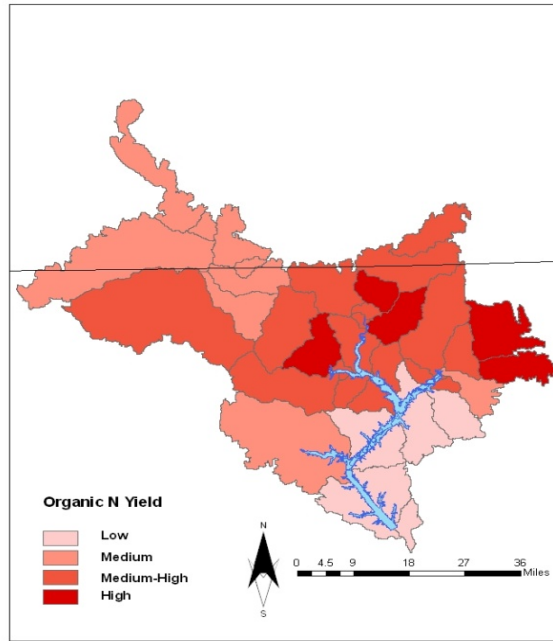 Organic N Yield
Low
Medium
Medium-High
High
N
W
E
S
0 4.5 9 18 27 36
Miles